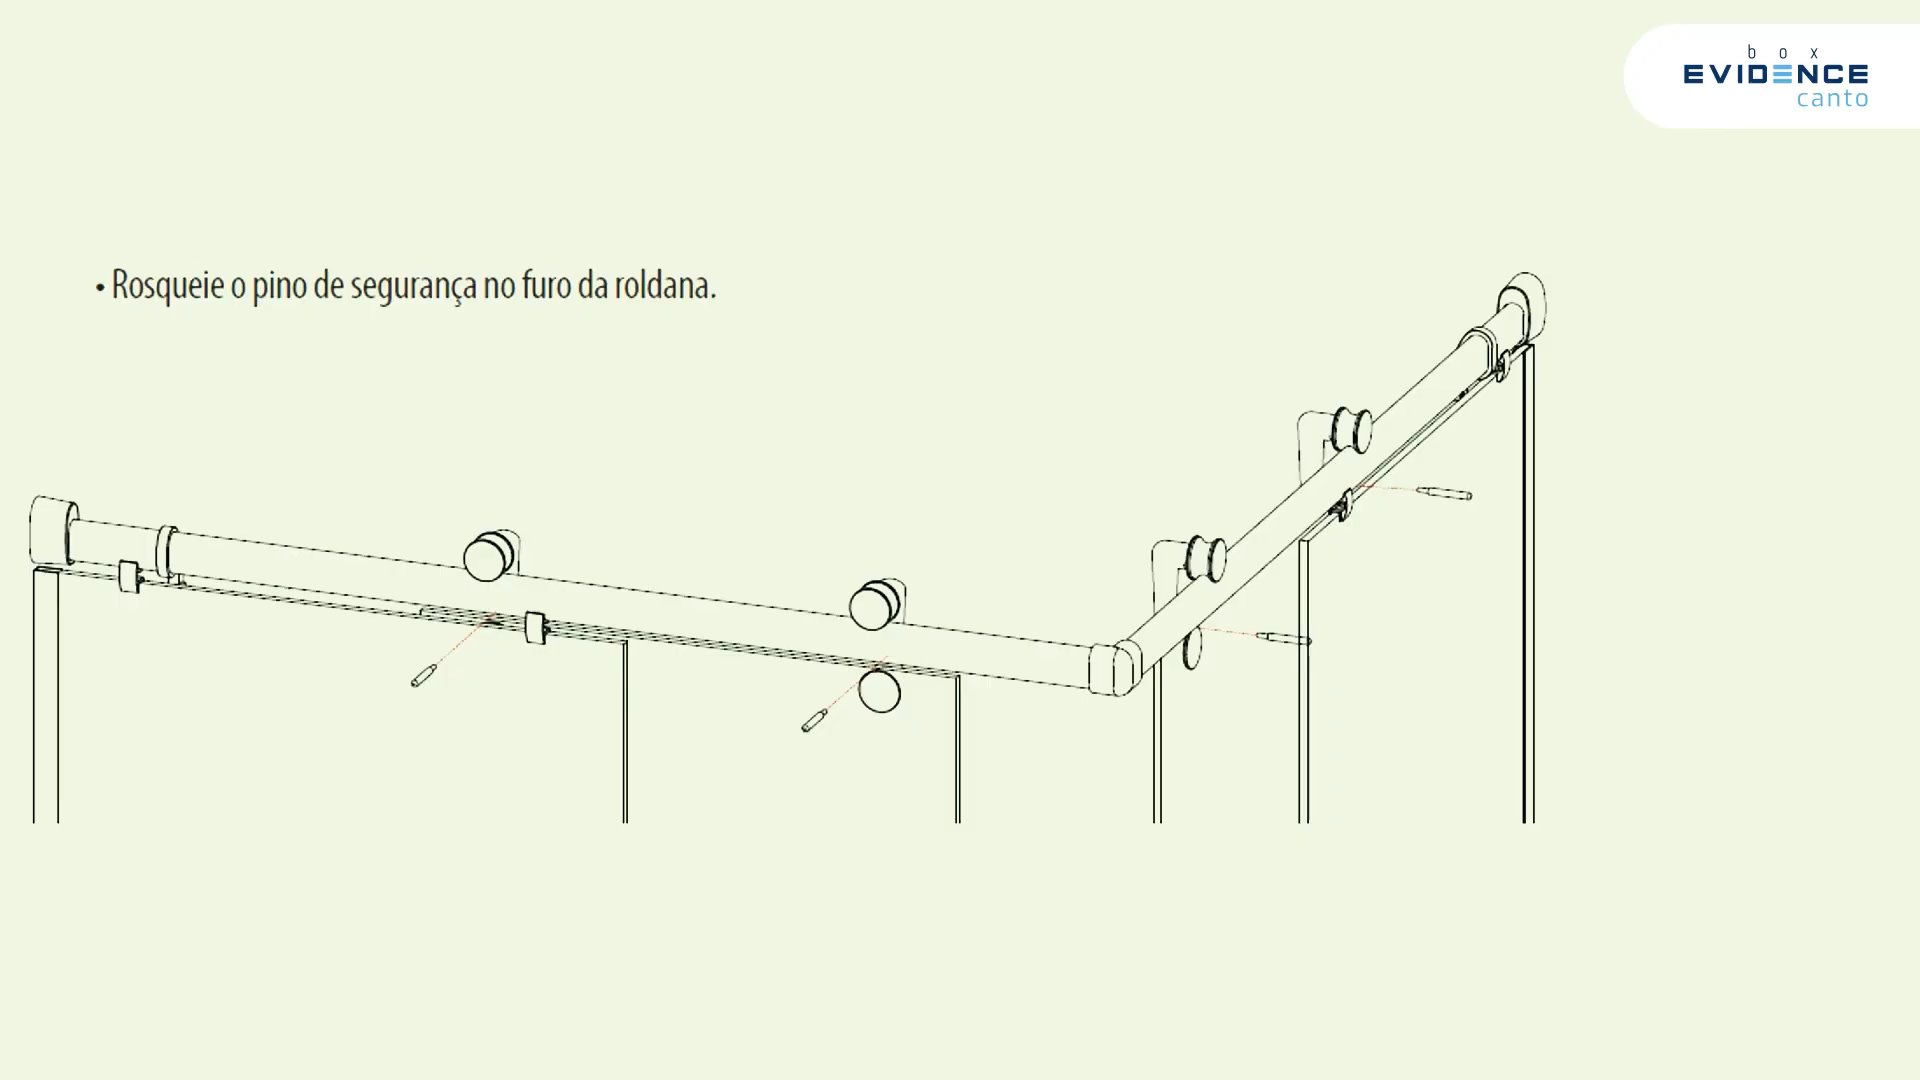 box
EVIDENCE
canto
• Rosqueie o pino de segurança no furo da roldana.